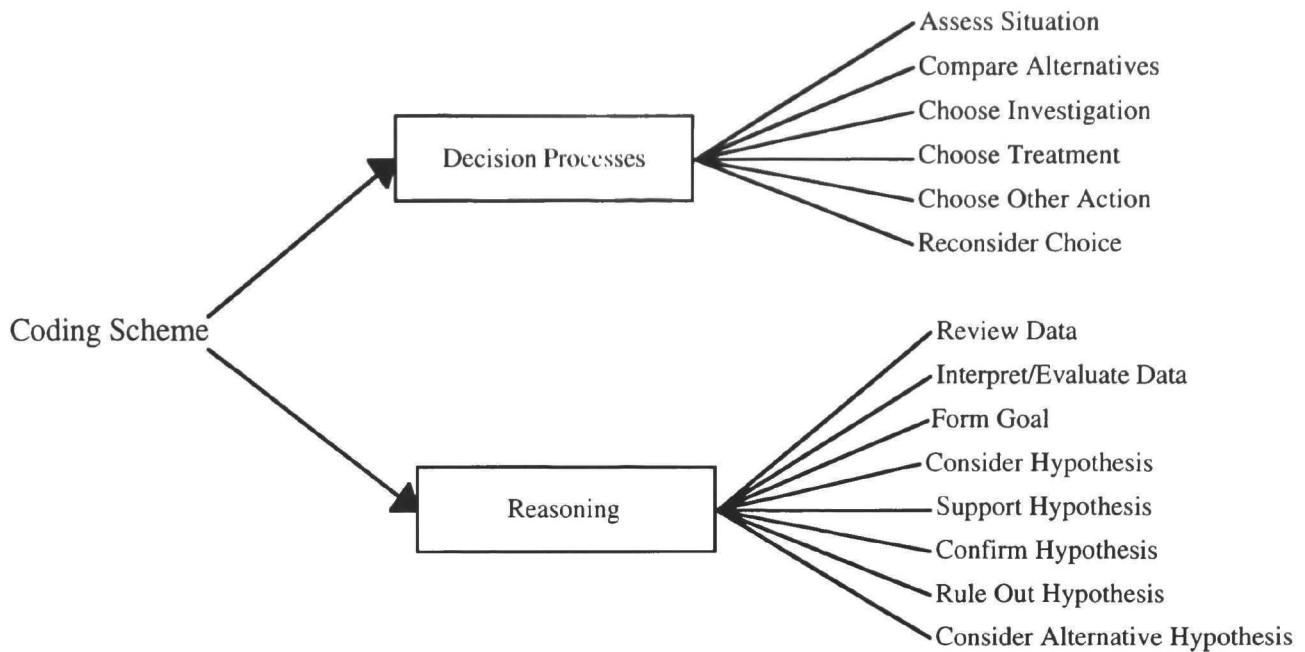 Assess Situation
Compare Alternatives
Choose Investigation
Decision Processes
Choose Treatment
Choose Other Action
Reconsider Choice
Coding Scheme
Review Data
Interpret/Evaluate Data
Form Goal
Consider Hypothesis
Reasoning
Support Hypothesis
Confirm Hypothesis
Rule Out Hypothesis
Consider Alternative Hypothesis